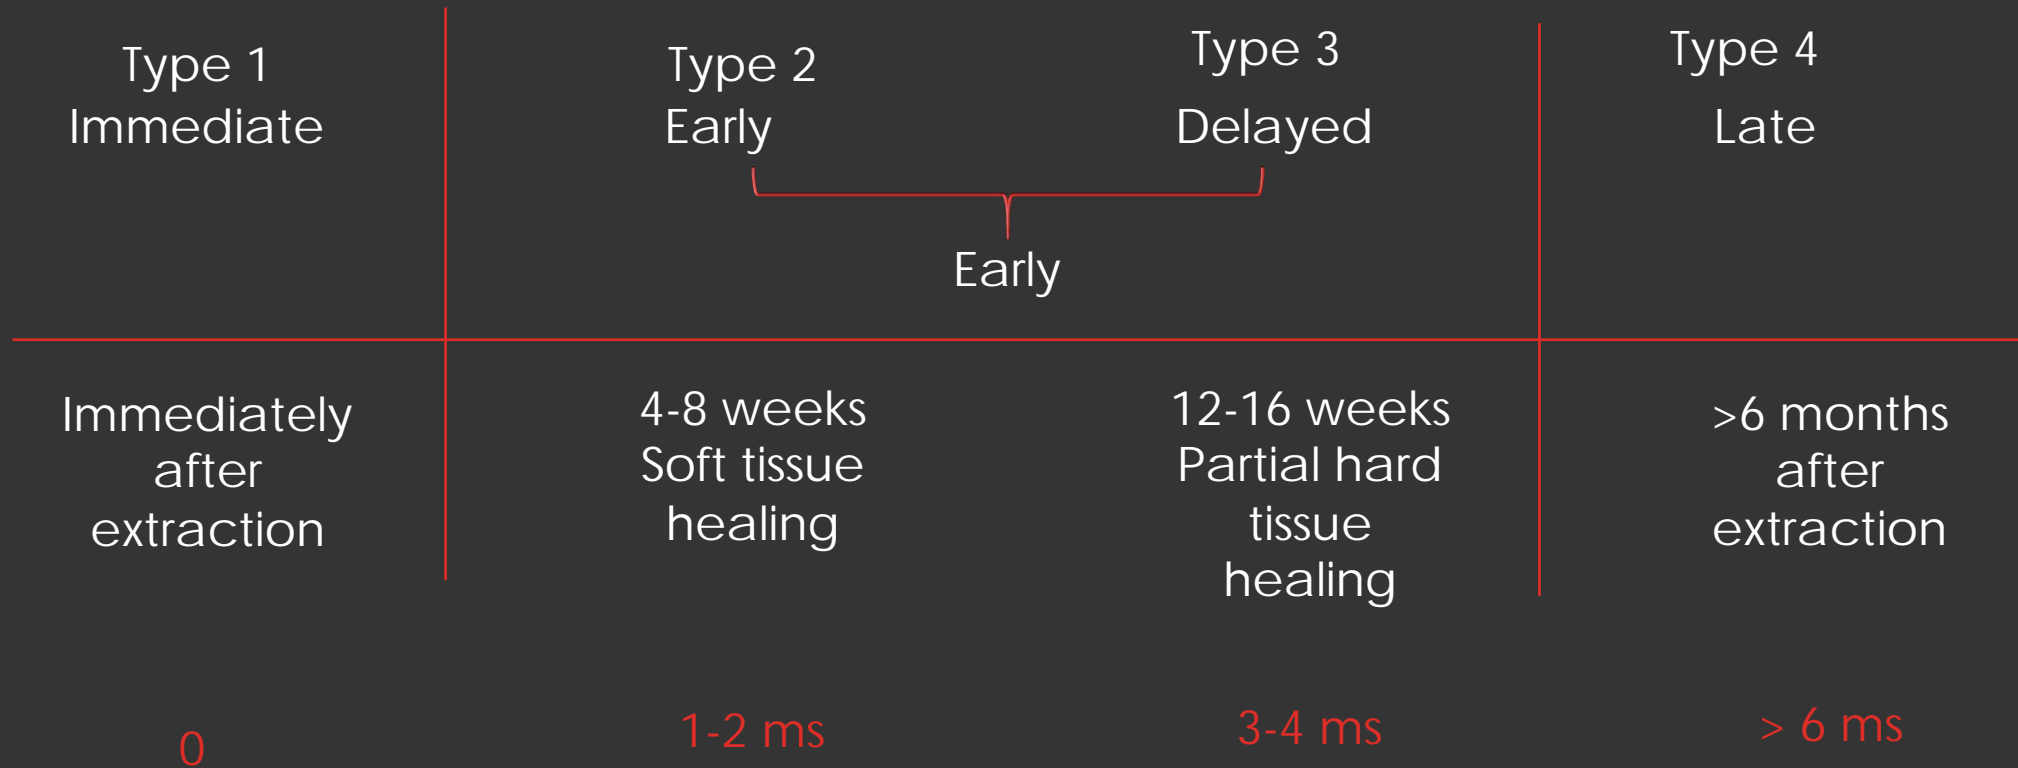 Type 1
Immediate
Type 2
Early
Type 3
Delayed
Early
Type 4
Late
Immediately
after
extraction
4-8 weeks
Soft tissue
healing
12-16 weeks
Partial hard
tissue
healing
>6 months
after
extraction
0
1-2 ms
3-4 ms
> 6 ms